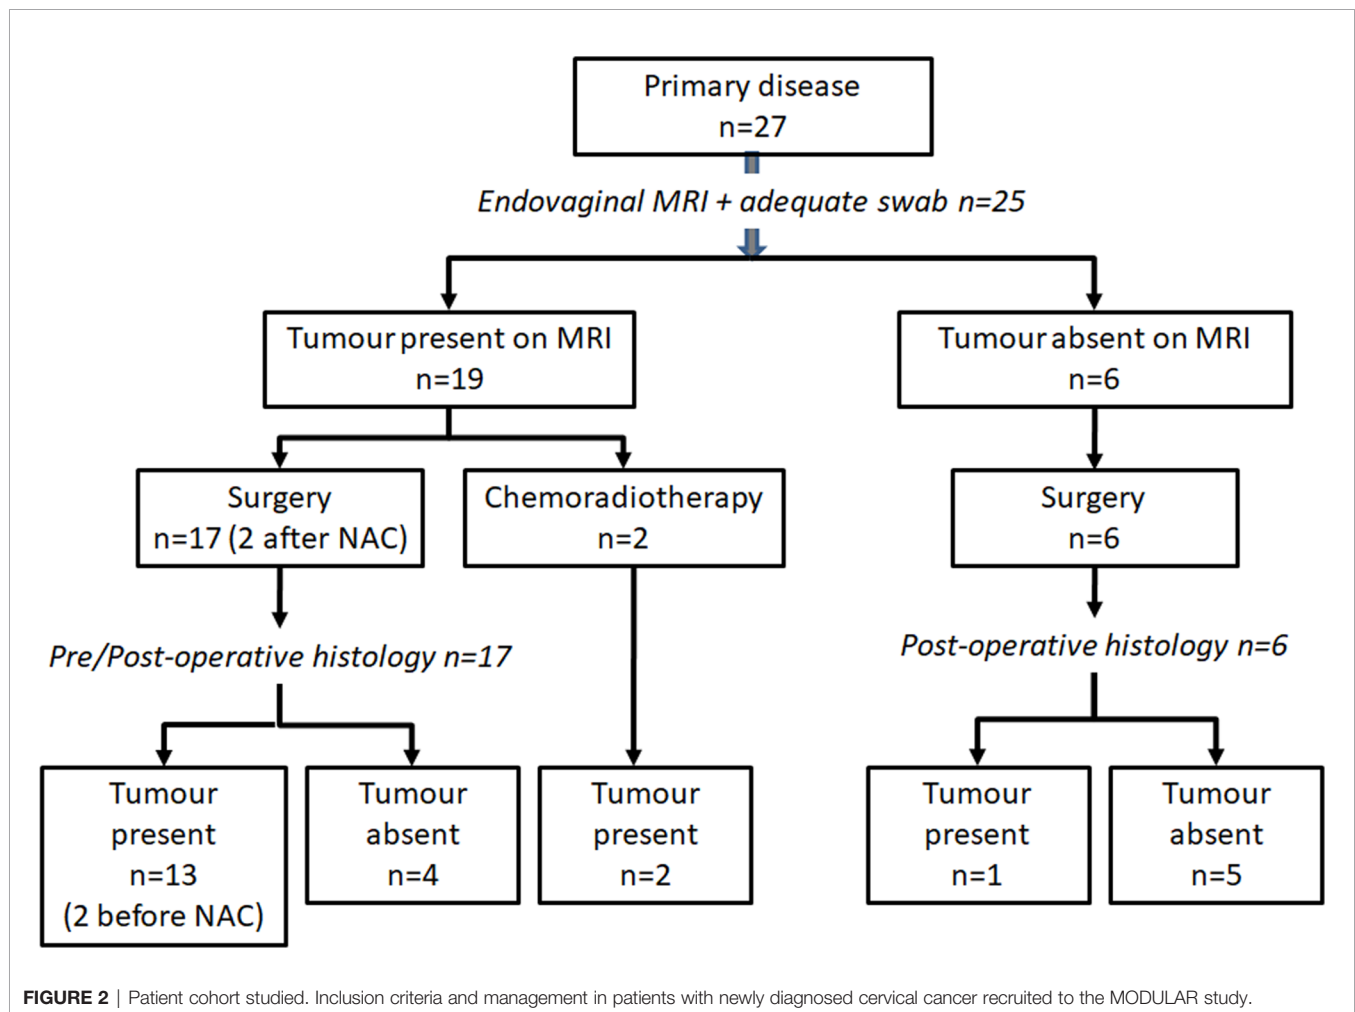 Primary disease
n=27
Endovaginal MRI + adequate swab n=25
Tumour present on MRI
n=19
Tumour absent on MRI
n=6
Surgery
n=17 (2 after NAC)
Chemoradiotherapy
n=2
Surgery
n=6
Pre/Post-operative histology n=17
Post-operative histology n=6
Tumour
present
n=13
(2 before NAC)
Tumour
absent
n=4
Tumour
present
n=2
Tumour
present
n=1
Tumour
absent
n=5
FIGURE 2 | Patient cohort studied. Inclusion criteria and management in patients with newly diagnosed cervical cancer recruited to the MODULAR study.